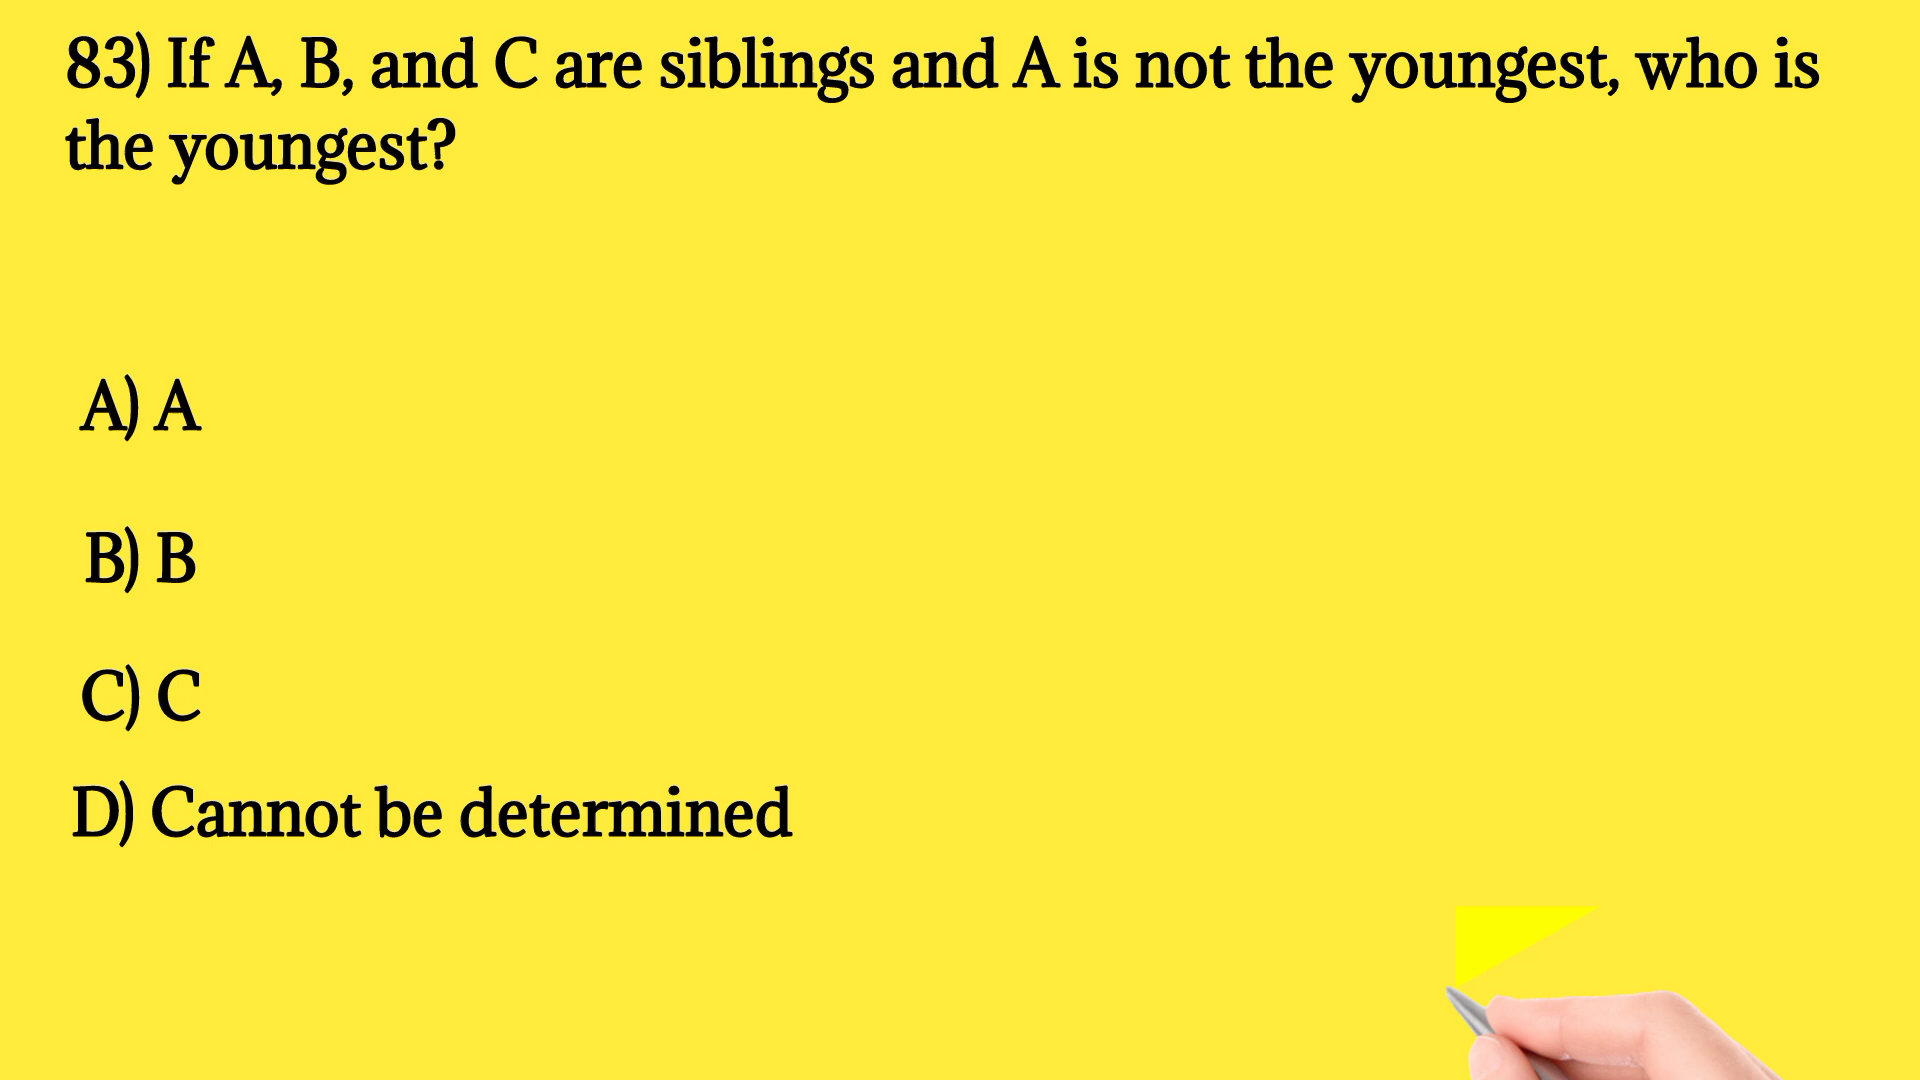 83) If A, B, and C are siblings and A is not the youngest, who is
the youngest?
A) A
B) B
C) C
D) Cannot be determined